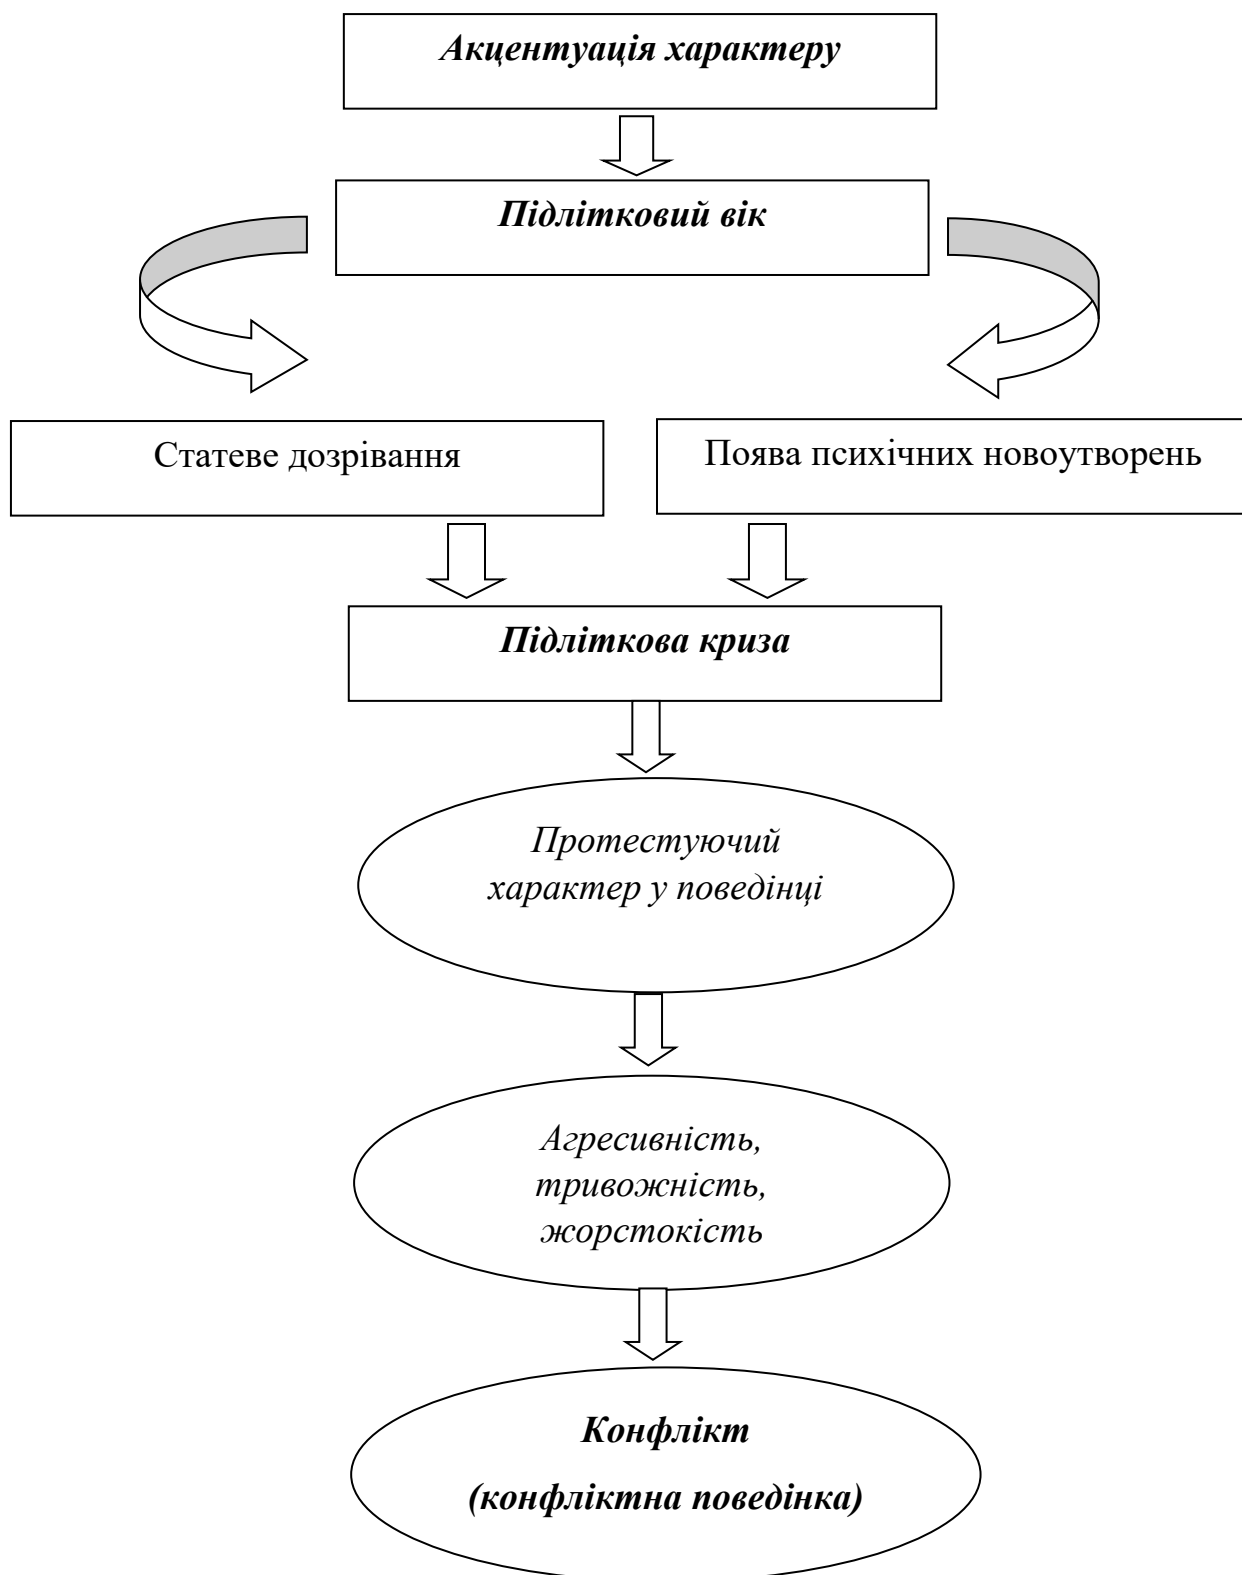 Акцентуація характеру
Підлітковий вік
Статеве дозрівання
Поява психічних новоутворень
Підліткова криза
Протестуючий
характер у поведінці
Агресивність,
тривожність,
жорстокість
Конфлікт
(конфліктна поведінка)